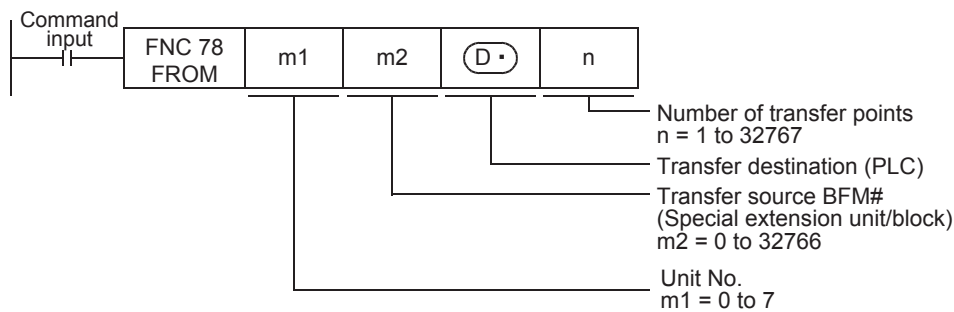 Command
input
FNC 78
FROM
m1
m2
D •
n
Number of transfer points
n = 1 to 32767
Transfer destination (PLC)
Transfer source BFM#
(Special extension unit/block)
m2 = 0 to 32766
Unit No.
m1 = 0 to 7